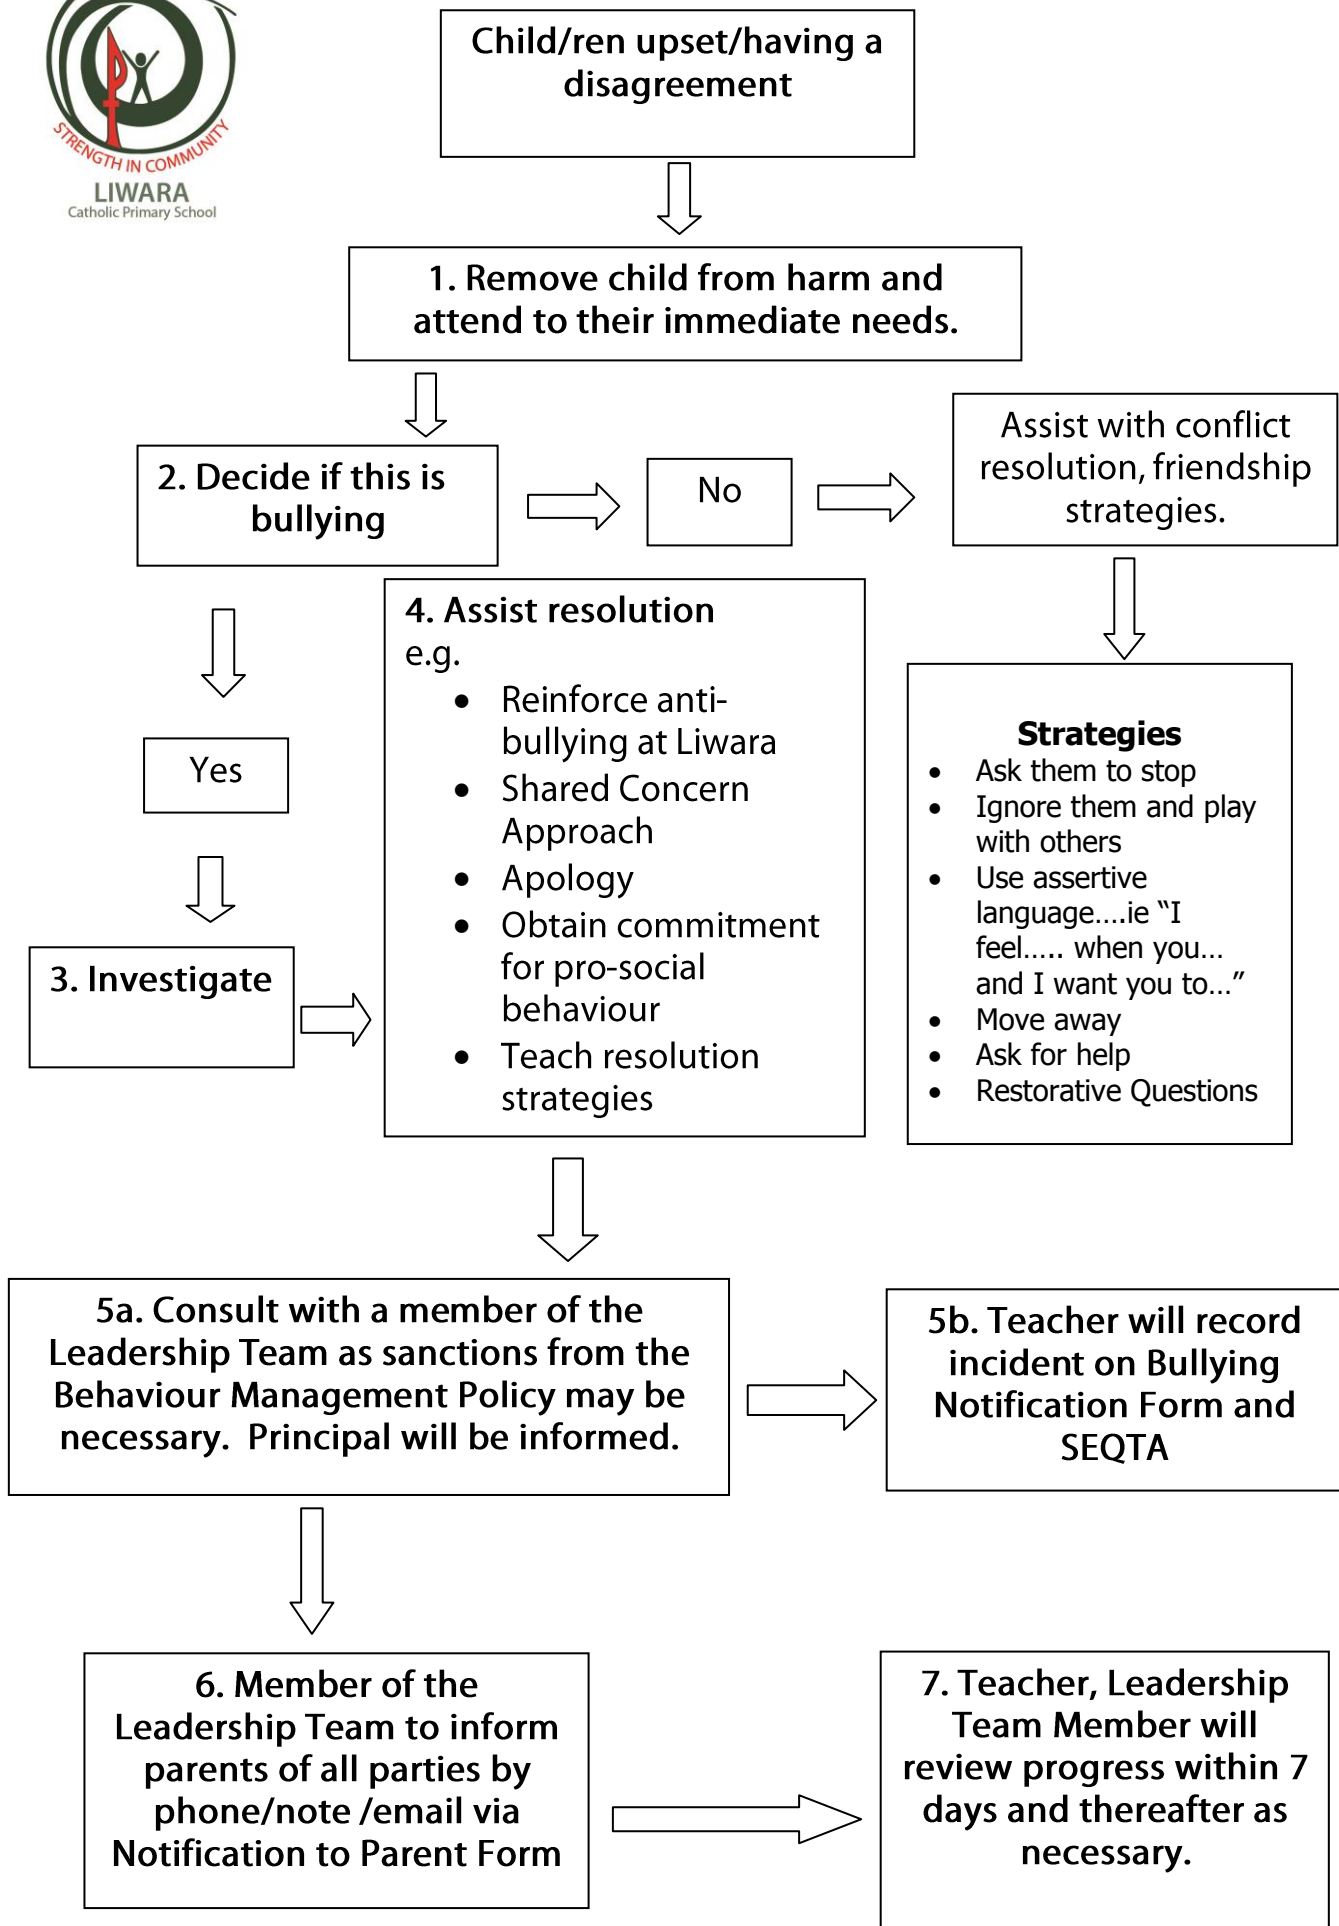 STRENGTH IN COMMUNITY
LIWARA
Catholic Primary School
Child/ren upset/having a
disagreement
1. Remove child from harm and
attend to their immediate needs.
2. Decide if this is
bullying
No
Assist with conflict
resolution, friendship
strategies.
Strategies
• Ask them to stop
• Ignore them and play
with others
• Use assertive
language....ie “I
feel..... when you...
and I want you to...”
• Move away
• Ask for help
• Restorative Questions
Yes
3. Investigate
4. Assist resolution
e.g.
• Reinforce anti-
bullying at Liwara
• Shared Concern
Approach
• Apology
• Obtain commitment
for pro-social
behaviour
• Teach resolution
strategies
5a. Consult with a member of the
Leadership Team as sanctions from the
Behaviour Management Policy may be
necessary.  Principal will be informed.
5b. Teacher will record
incident on Bullying
Notification Form and
SEQTA
6. Member of the
Leadership Team to inform
parents of all parties by
phone/note /email via
Notification to Parent Form
7. Teacher, Leadership
Team Member will
review progress within 7
days and thereafter as
necessary.